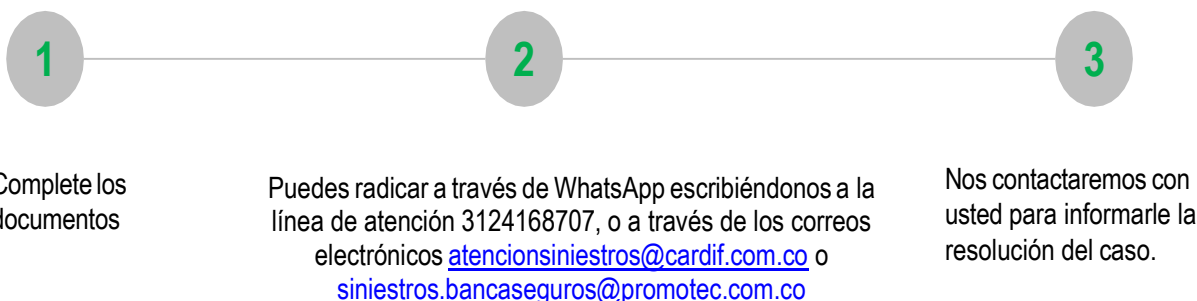 1
2
3
Complete los
documentos
Puedes radicar a través de WhatsApp escribiéndonos a la
línea de atención 3124168707, o a través de los correos
electrónicos atencionsiniestros@cardif.com.co o
siniestros.bancaseguros@promotec.com.co
Nos contactaremos con
usted para informarle la
resolución del caso.